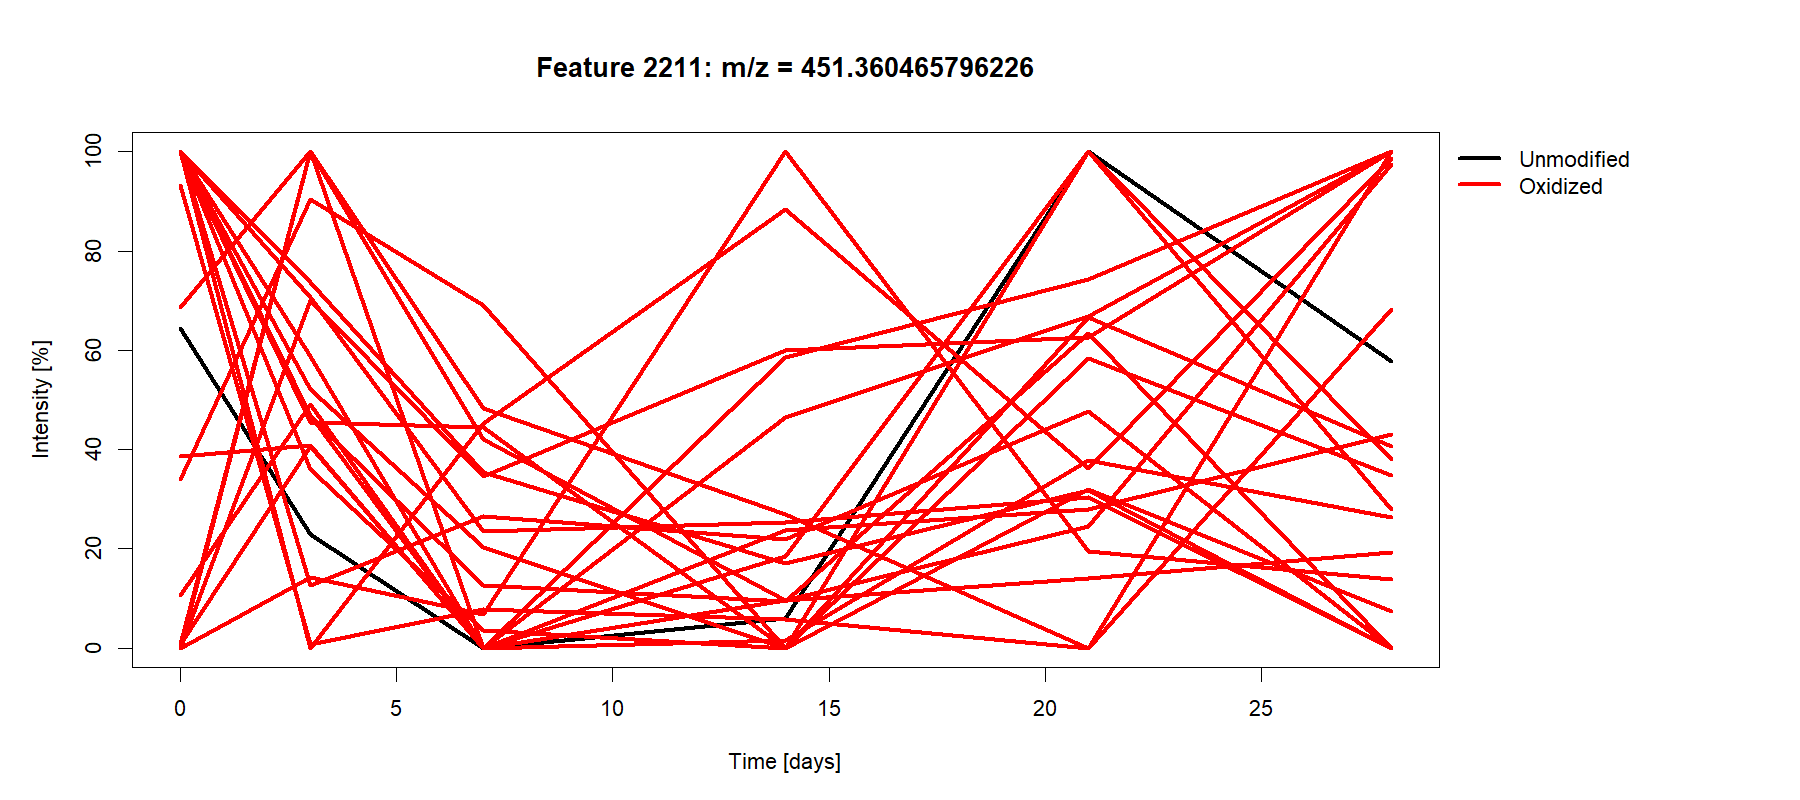 Feature 2211: m/z = 451.360465796226
Unmodified
Oxidized
Intensity [%]
100
80
60
40
20
0
0 5 10 15 20 25
Time [days]